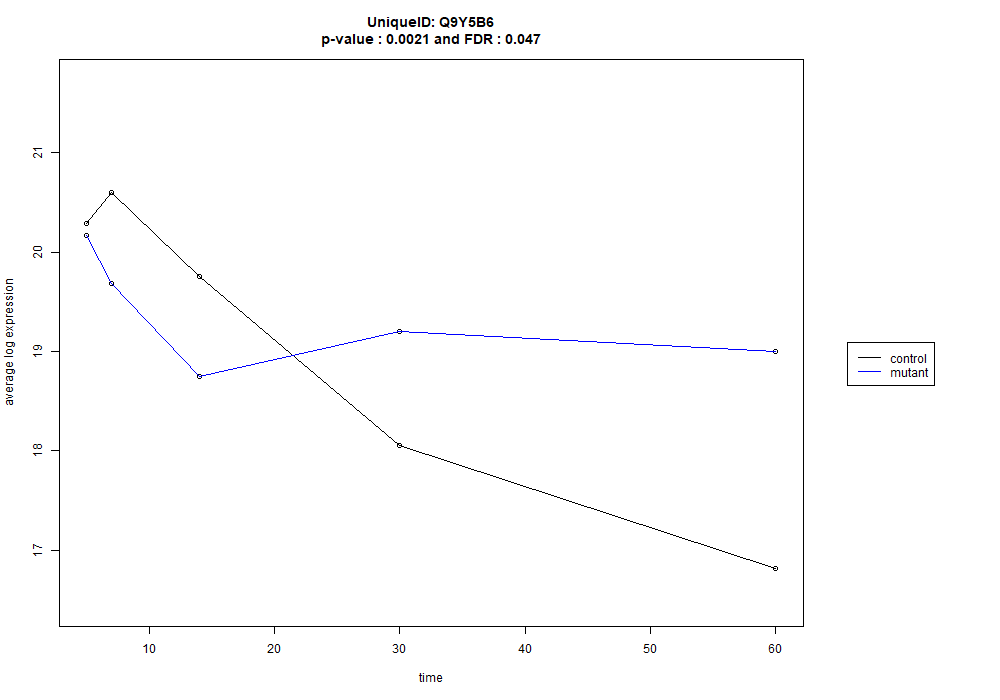 UniqueID: Q9Y5B6
p-value : 0.0021 and FDR : 0.047
average log expression
21
20
19
18
17
10
20
30
40
50
60
time
control
mutant